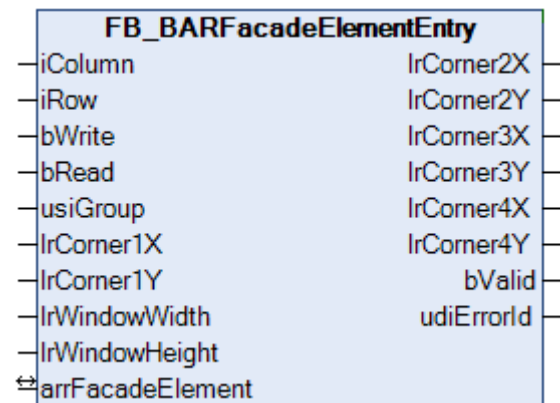 FB_BARFacadeElementEntry
iColumn lrCorner2X
iRow lrCorner2Y
bWrite lrCorner3X
bRead lrCorner3Y
usiGroup lrCorner4X
lrCorner1X lrCorner4Y
lrCorner1Y bValid
lrWindowWidth udiErrorId
lrWindowHeight
arrFacadeElement